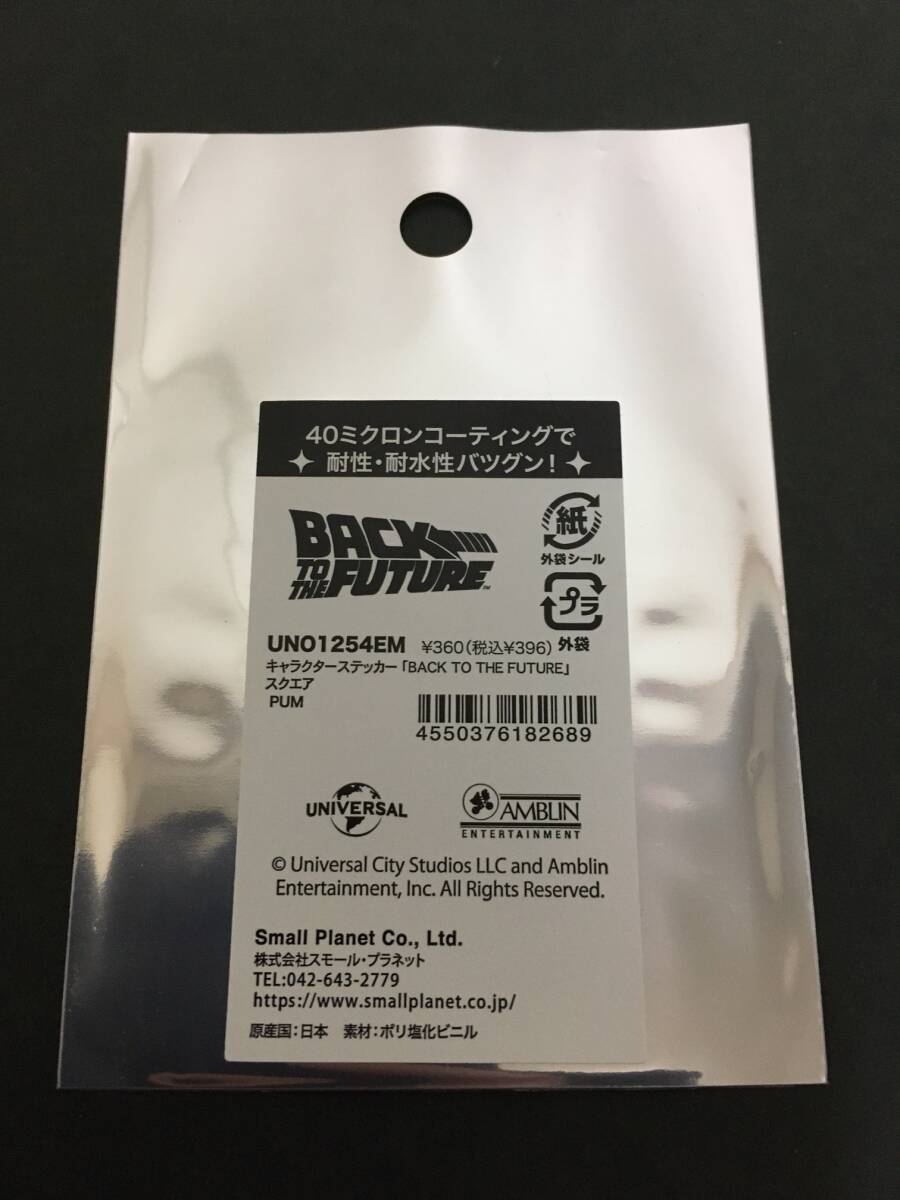 40ミクロンコーティングで
耐性・耐水性バツグン!
BACK
TO THE FUTURE™
紙
外袋シール
プラ
外袋
UNO1254EM ¥360(税込¥396)
キャラクターステッカー「BACK TO THE FUTURE」
スクエア
PUM
4550376182689
UNIVERSAL
AMBLIN
ENTERTAINMENT
© Universal City Studios LLC and Amblin
Entertainment, Inc. All Rights Reserved.
Small Planet Co., Ltd.
株式会社スモール・プラネット
TEL:042-643-2779
https://www.smallplanet.co.jp/
原産国:日本 素材:ポリ塩化ビニル